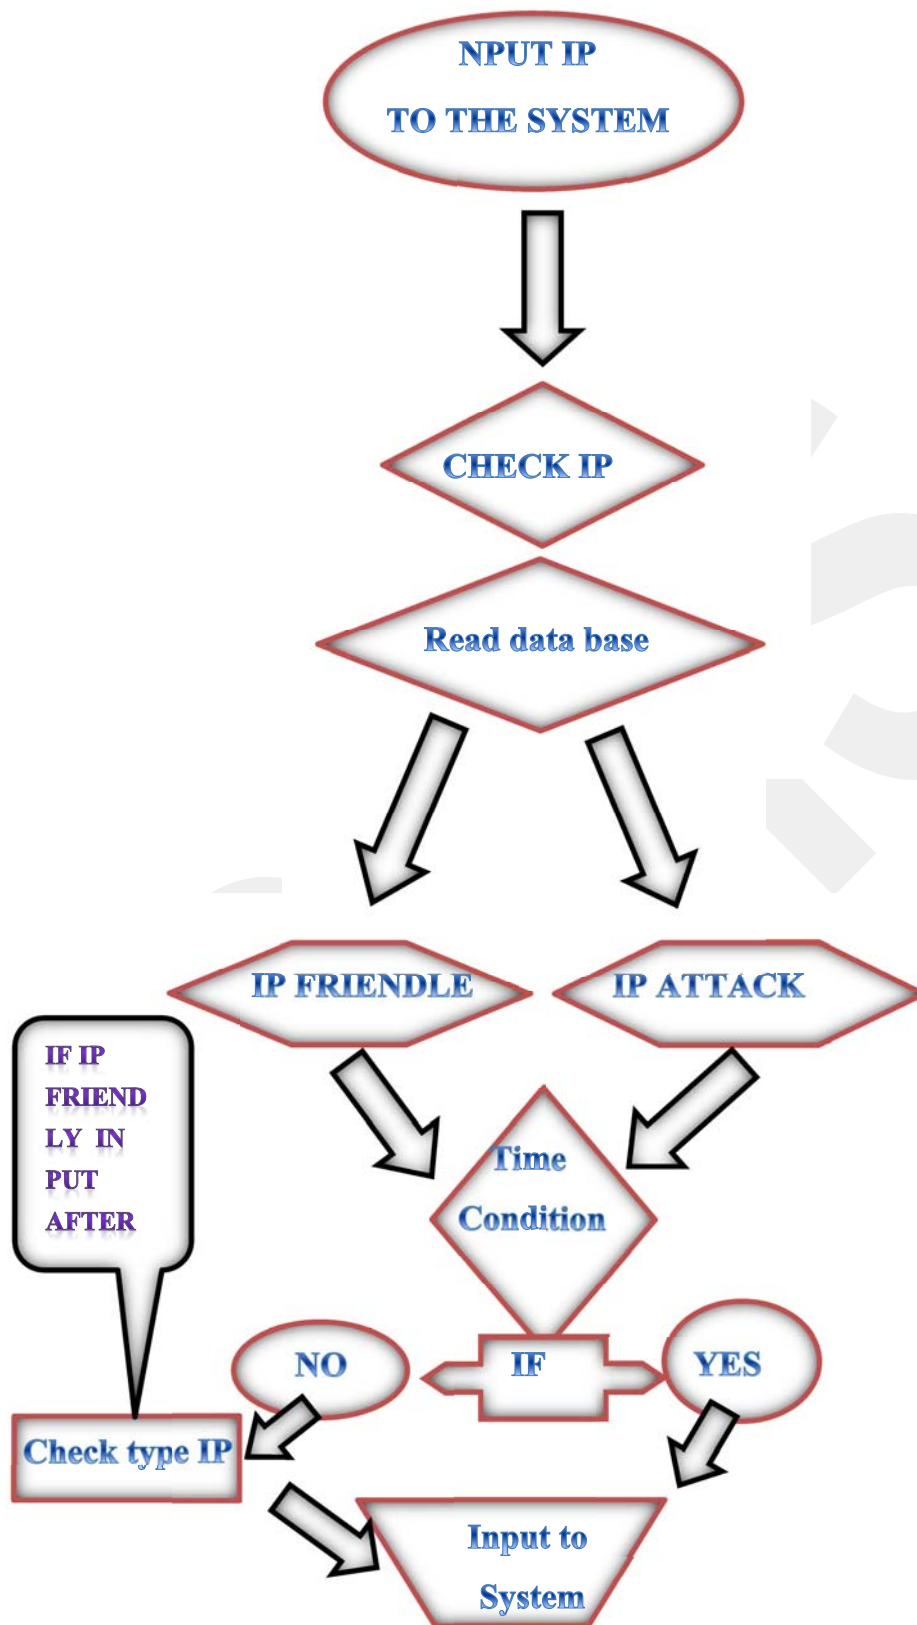 NPUT IP
TO THE SYSTEM
CHECK IP
Read data base
IP FRIENDLE
IP ATTACK
IF IP
FRIEND
LY IN
PUT
AFTER
Time
Condition
NO
IF
YES
Check type IP
Input to
System